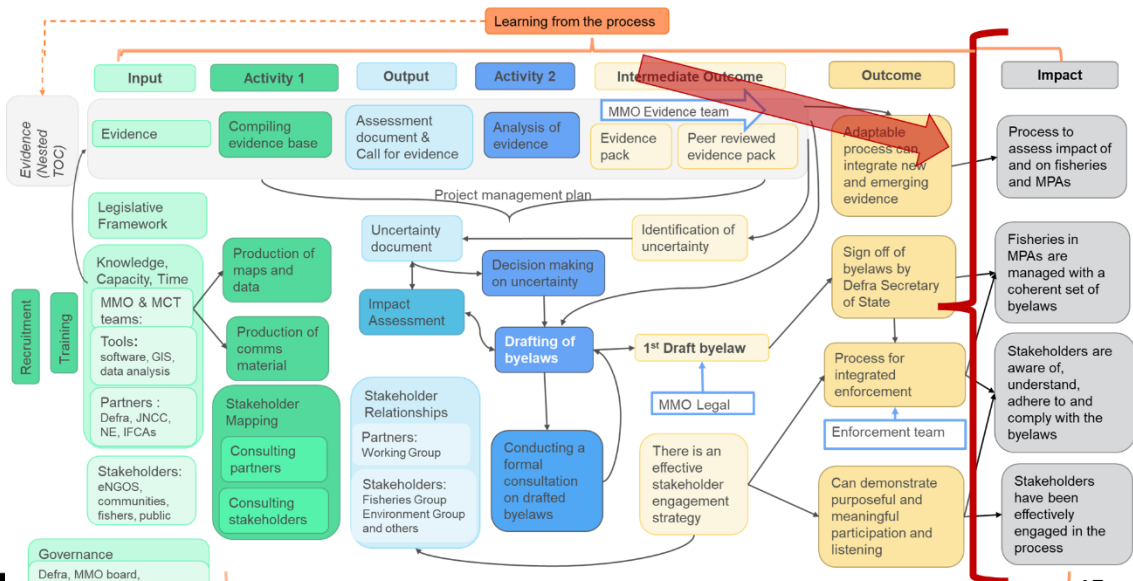 Learning from the process
Input
Activity 1
Output
Activity 2
Intermediate Outcome
Outcome
Impact
Evidence (Nested
TOC)
Evidence
Compiling
evidence base
Assessment
document &
Call for evidence
Analysis of
evidence
MMO Evidence team
Evidence
pack
Peer reviewed
evidence pack
Adaptable
process can
integrate new
and emerging
evidence
Process to
assess impact of
and on fisheries
and MPAs
Project management plan
Legislative
Framework
Uncertainty
document
Identification of
uncertainty
Knowledge,
Capacity, Time
MMO & MCT
teams:
Tools:
software, GIS,
data analysis
Partners :
Defra, JNCC,
NE, IFCAs
Recruitment
Training
Production of
maps and
data
Production of
comms
material
Decision making
on uncertainty
Impact
Assessment
Drafting of
byelaws
1st Draft byelaw
MMO Legal
Sign off of
byelaws by
Defra Secretary
of State
Fisheries in
MPAs are
managed with a
coherent set of
byelaws
Process for
integrated
enforcement
Enforcement team
Stakeholders are
aware of,
understand,
adhere to and
comply with the
byelaws
Stakeholders:
eNGOS,
communities,
fishers, public
Stakeholder
Mapping
Consulting
partners
Consulting
stakeholders
Stakeholder
Relationships
Partners:
Working Group
Stakeholders:
Fisheries Group
Environment Group
and others
Conducting a
formal
consultation
on drafted
byelaws
There is an
effective
stakeholder
engagement
strategy
Can demonstrate
purposeful and
meaningful
participation and
listening
Stakeholders
have been
effectively
engaged in the
process
Governance
Defra, MMO board,